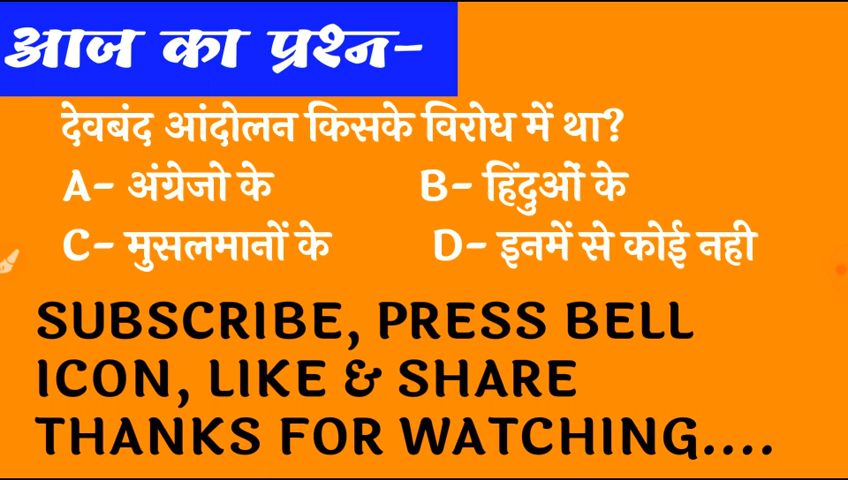 आज का प्रश्न-
देवबंद आंदोलन किसके विरोध में था?
A- अंग्रेजो के B- हिंदुओं के
C- मुसलमानों के D- इनमें से कोई नही
SUBSCRIBE, PRESS BELL
ICON, LIKE & SHARE
THANKS FOR WATCHING....